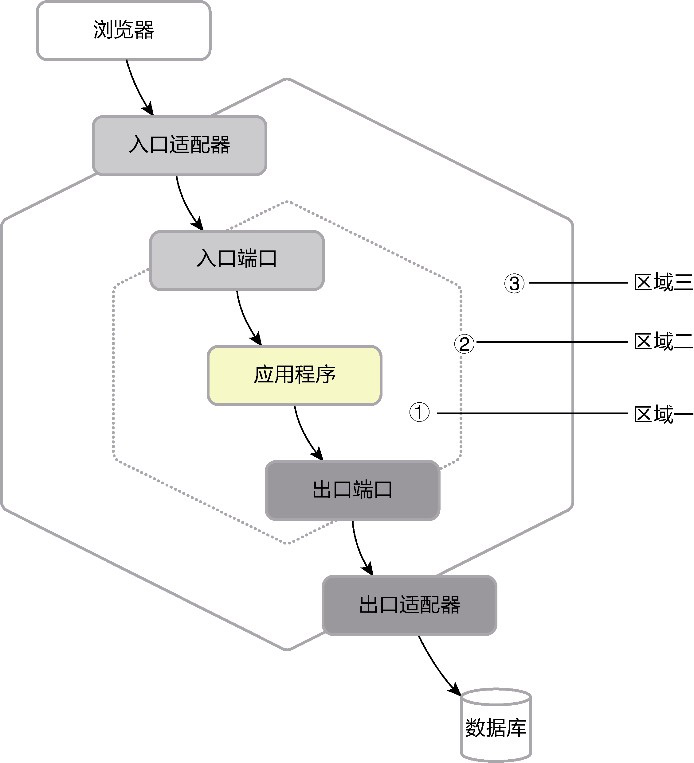 浏览器
入口适配器
入口端口
③ 区域三
② 区域二
应用程序
① 区域一
出口端口
出口适配器
数据库